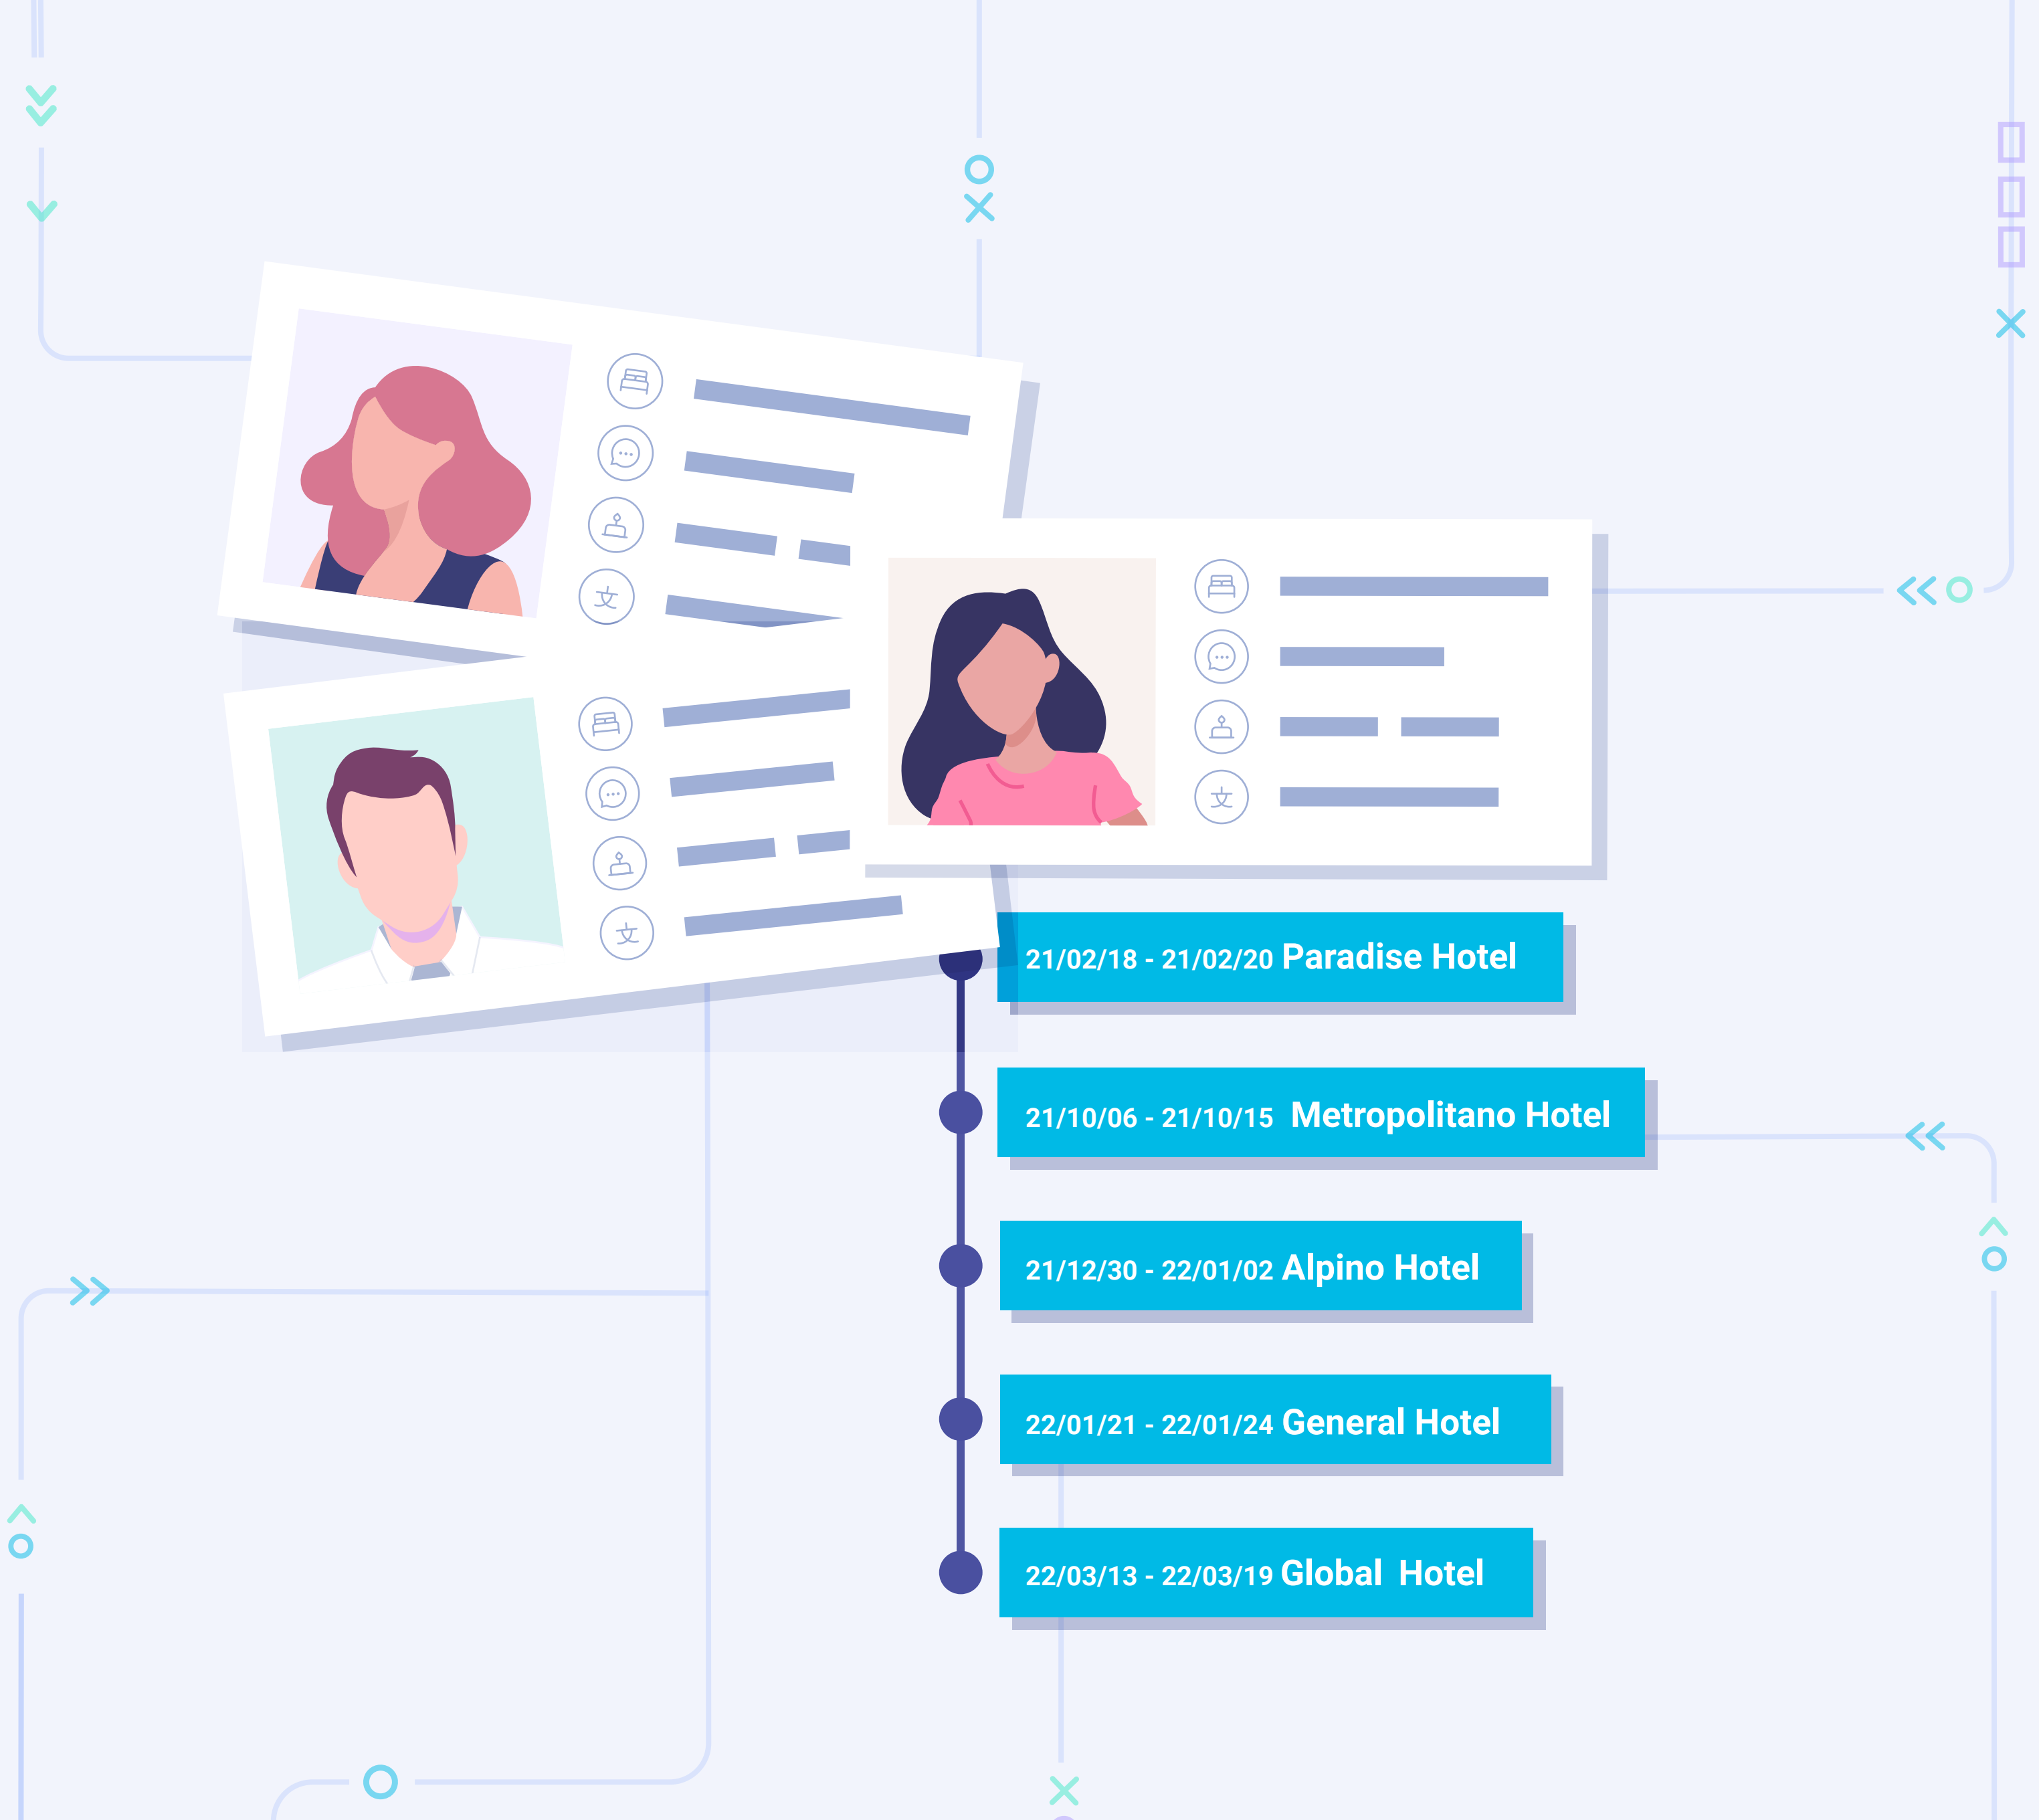 21/02/18 - 21/02/20 Paradise Hotel
21/10/06 - 21/10/15 Metropolitano Hotel
21/12/30 - 22/01/02 Alpino Hotel
22/01/21 - 22/01/24 General Hotel
22/03/13 - 22/03/19 Global Hotel